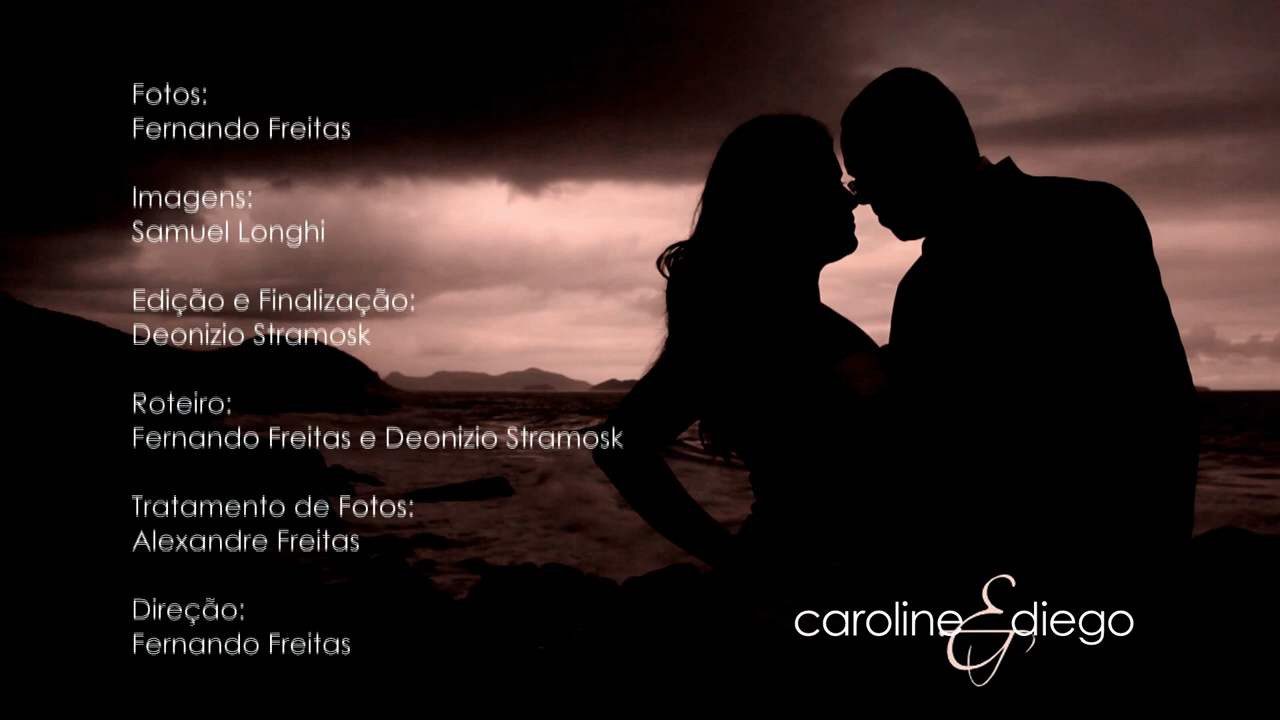 Fotos:
Fernando Freitas
Imagens:
Samuel Longhi
Edição e Finalização:
Deonizio Stramosk
Roteiro:
Fernando Freitas e Deonizio Stramosk
Tratamento de Fotos:
Alexandre Freitas
Direção:
Fernando Freitas
caroline & diego